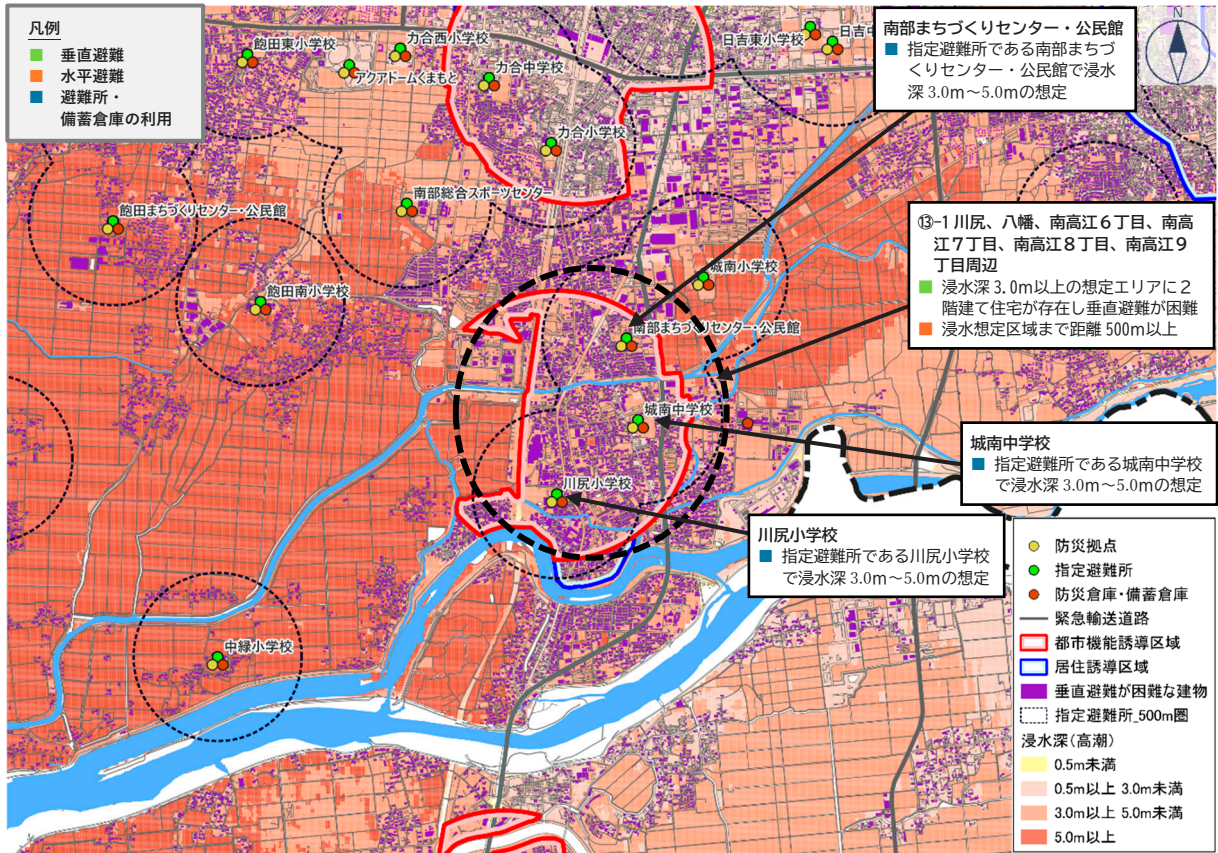 凡例
垂直避難
水平避難
避難所・
備蓄倉庫の利用
飽田東小学校
力合西小学校
アクアドームくまもと
力合中学校
力合小学校
日吉東小学校
日吉中
南部まちづくりセンター・公民館
指定避難所である南部まちづ
くりセンター・公民館で浸水
深 3.0m～5.0mの想定
N
飽田まちづくりセンター・公民館
南部総合スポーツセンター
飽田南小学校
城南小学校
南部まちづくりセンター・公民館
⑬-1 川尻、八幡、南高江６丁目、南高
江７丁目、南高江８丁目、南高江９
丁目周辺
浸水深 3.0m以上の想定エリアに２
階建て住宅が存在し垂直避難が困難
浸水想定区域まで距離 500m以上
城南中学校
城南中学校
指定避難所である城南中学校
で浸水深 3.0m～5.0mの想定
川尻小学校
川尻小学校
指定避難所である川尻小学校
で浸水深 3.0m～5.0mの想定
中緑小学校
防災拠点
指定避難所
防災倉庫・備蓄倉庫
緊急輸送道路
都市機能誘導区域
居住誘導区域
垂直避難が困難な建物
指定避難所_500m圏
浸水深(高潮)
0.5m未満
0.5m以上 3.0m未満
3.0m以上 5.0m未満
5.0m以上